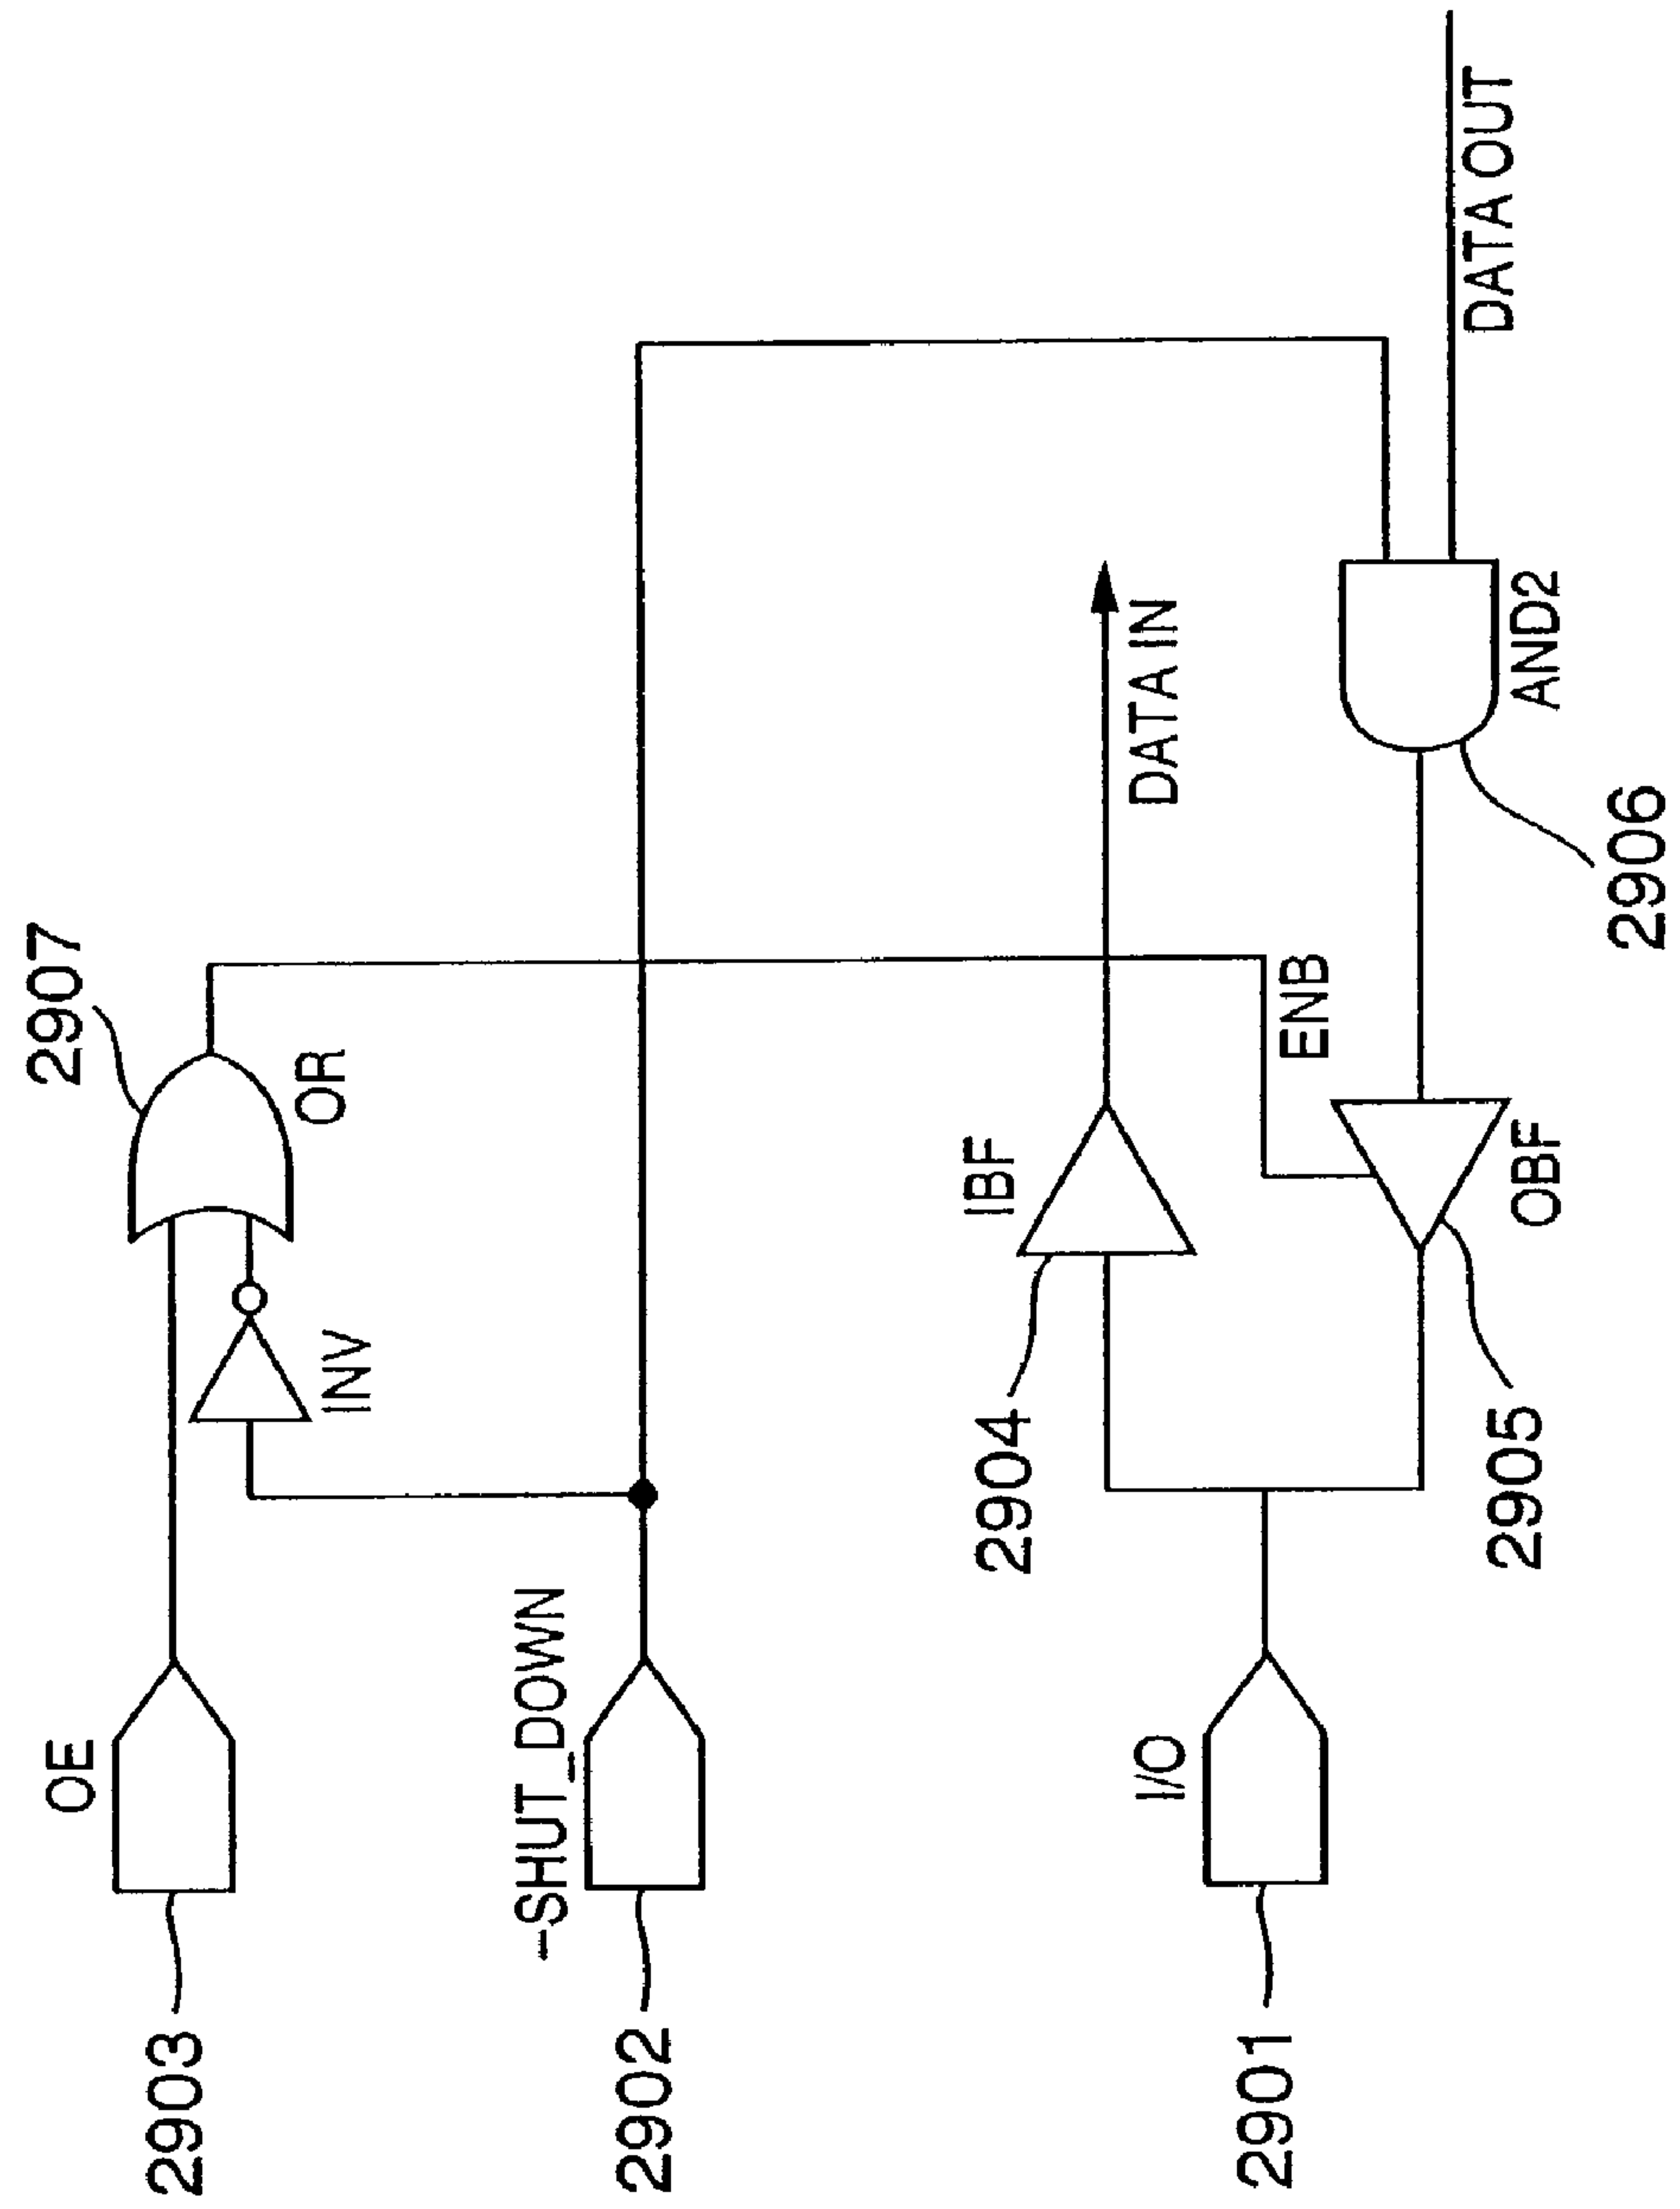 2903
OE
INV
OR
2907
2902
-SHUT_DOWN
2901
I/O
2904
IBF
DATA IN
ENB
2905
OBF
AND2
2906
DATA OUT